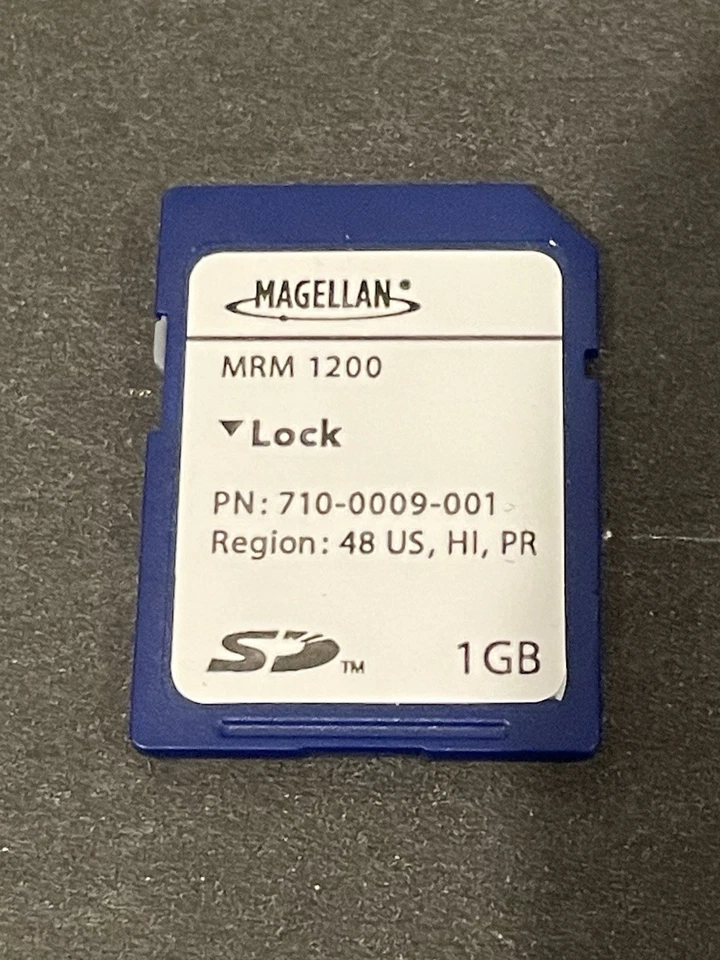 MAGELLAN®
MRM 1200
▼Lock
PN: 710-0009-001
Region: 48 US, HI, PR
SD™
1GB